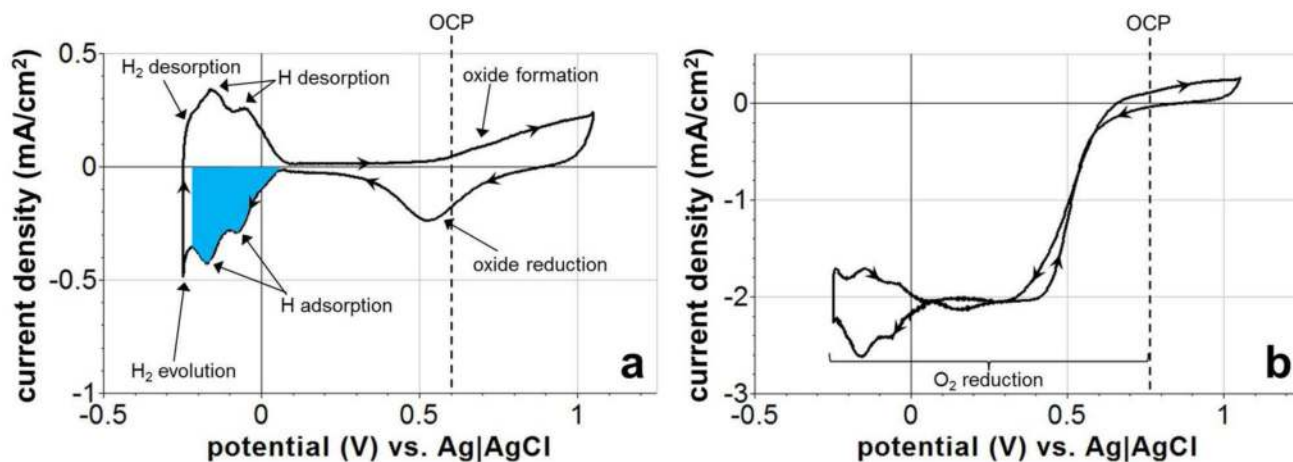 OCP
current density (mA/cm²)
0.5
0
-0.5
-1
H₂ desorption
H desorption
oxide formation
oxide reduction
H adsorption
H₂ evolution
a
-0.5
0
0.5
1
potential (V) vs. Ag|AgCl
OCP
current density (mA/cm²)
0
-1
-2
-3
O₂ reduction
b
-0.5
0
0.5
1
potential (V) vs. Ag|AgCl